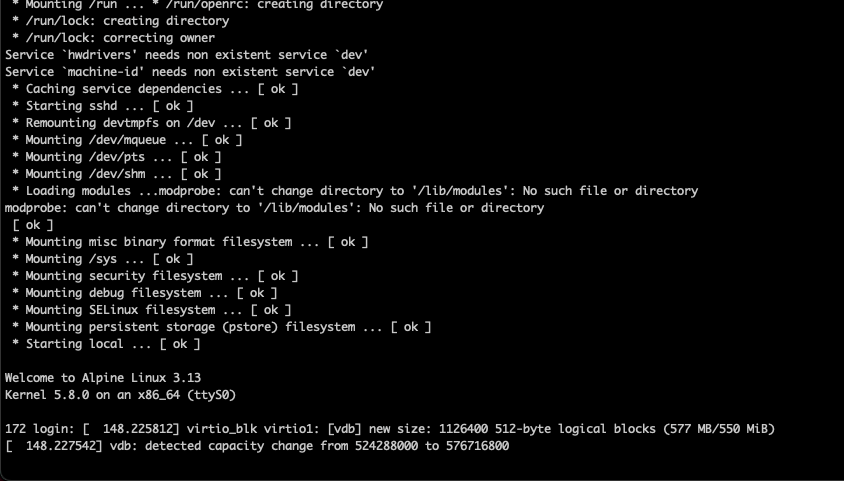 * Mounting /run ... * /run/openrc: creating directory
* /run/lock: creating directory
* /run/lock: correcting owner
Service `hwdrivers' needs non existent service `dev'
Service `machine-id' needs non existent service `dev'
* Caching service dependencies ... [ ok ]
* Starting sshd ... [ ok ]
* Remounting devtmpfs on /dev ... [ ok ]
* Mounting /dev/mqueue ... [ ok ]
* Mounting /dev/pts ... [ ok ]
* Mounting /dev/shm ... [ ok ]
* Loading modules ...modprobe: can't change directory to '/lib/modules': No such file or directory
modprobe: can't change directory to '/lib/modules': No such file or directory
[ ok ]
* Mounting misc binary format filesystem ... [ ok ]
* Mounting /sys ... [ ok ]
* Mounting security filesystem ... [ ok ]
* Mounting debug filesystem ... [ ok ]
* Mounting SELinux filesystem ... [ ok ]
* Mounting persistent storage (pstore) filesystem ... [ ok ]
* Starting local ... [ ok ]
Welcome to Alpine Linux 3.13
Kernel 5.8.0 on an x86_64 (ttyS0)
172 login: [  148.225812] virtio_blk virtio1: [vdb] new size: 1126400 512-byte logical blocks (577 MB/550 MiB)
[  148.227542] vdb: detected capacity change from 524288000 to 576716800